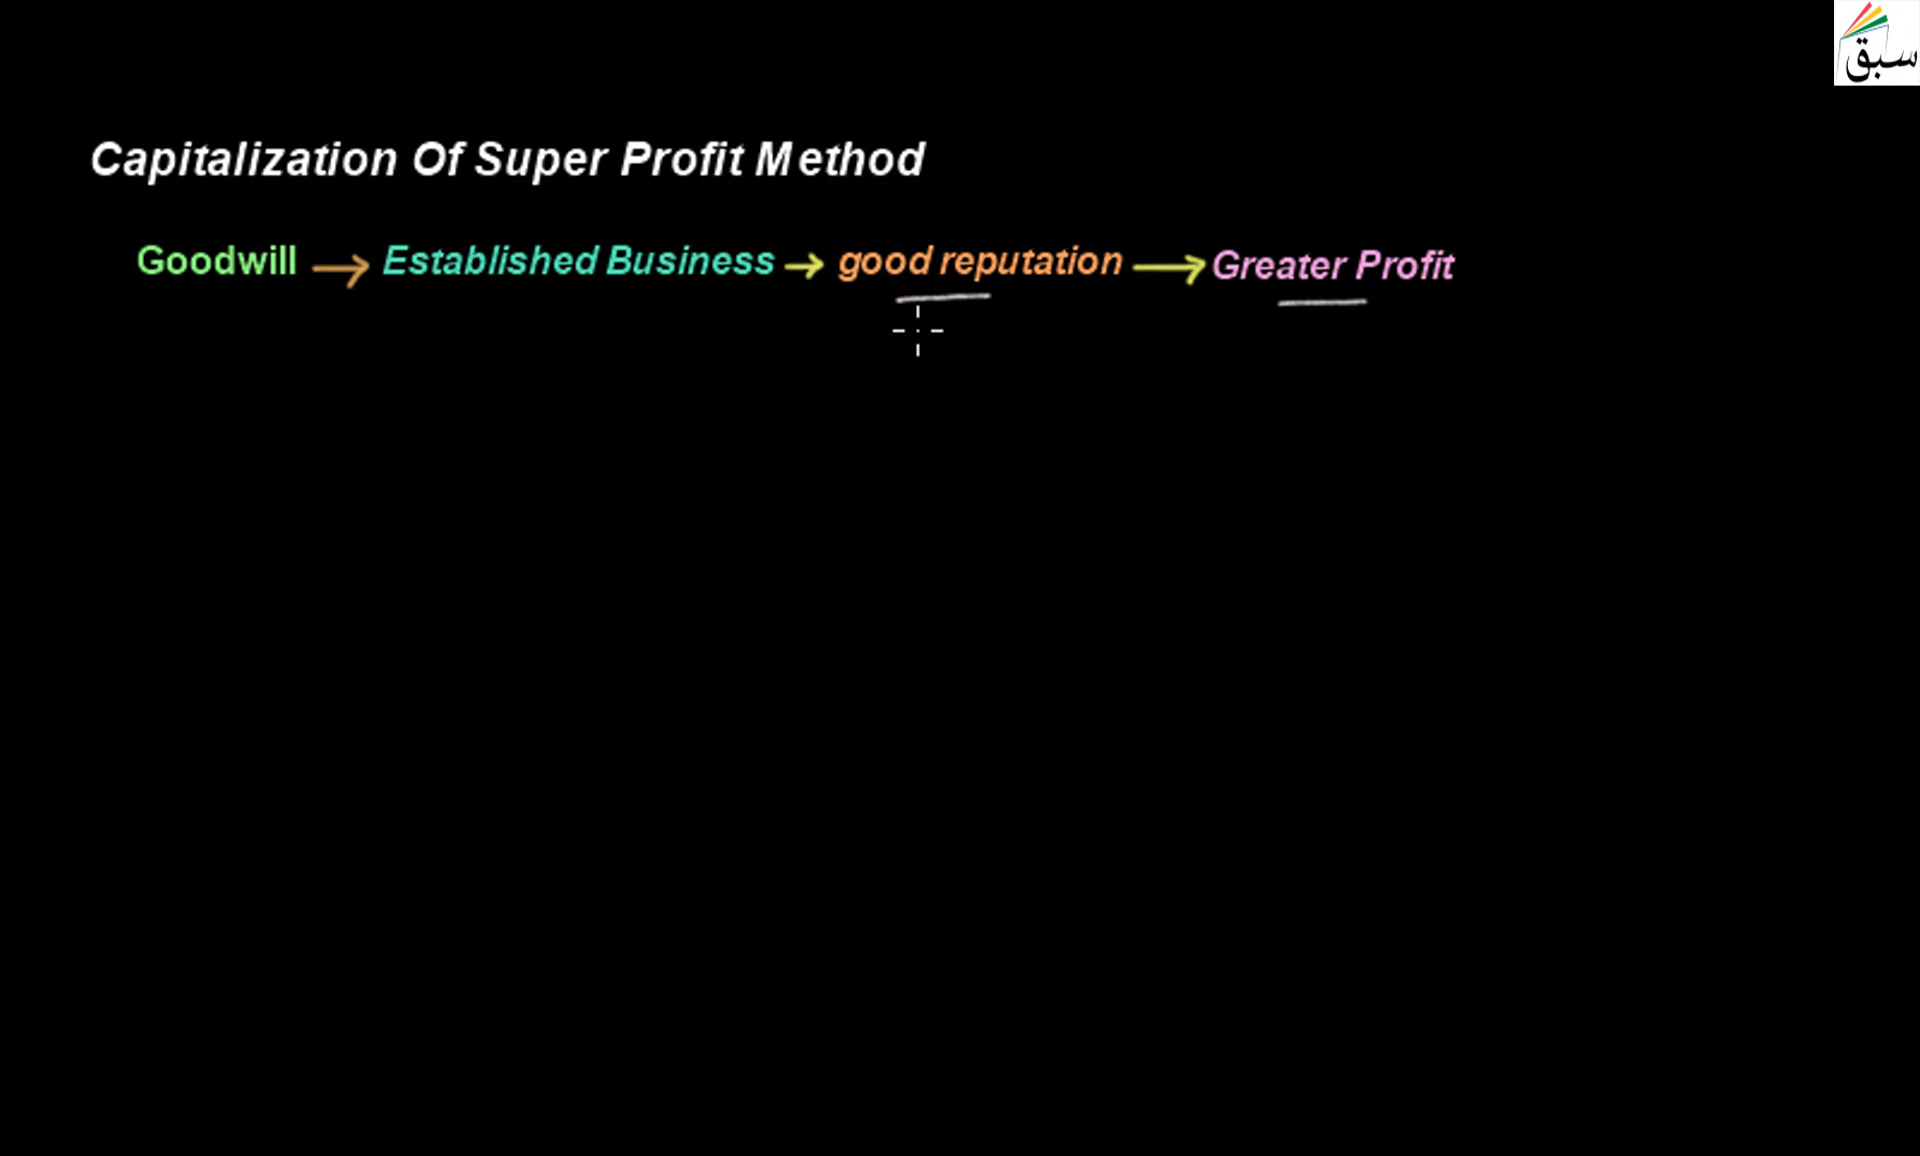 سبق
Capitalization Of Super Profit Method
Goodwill → Established Business → good reputation → Greater Profit